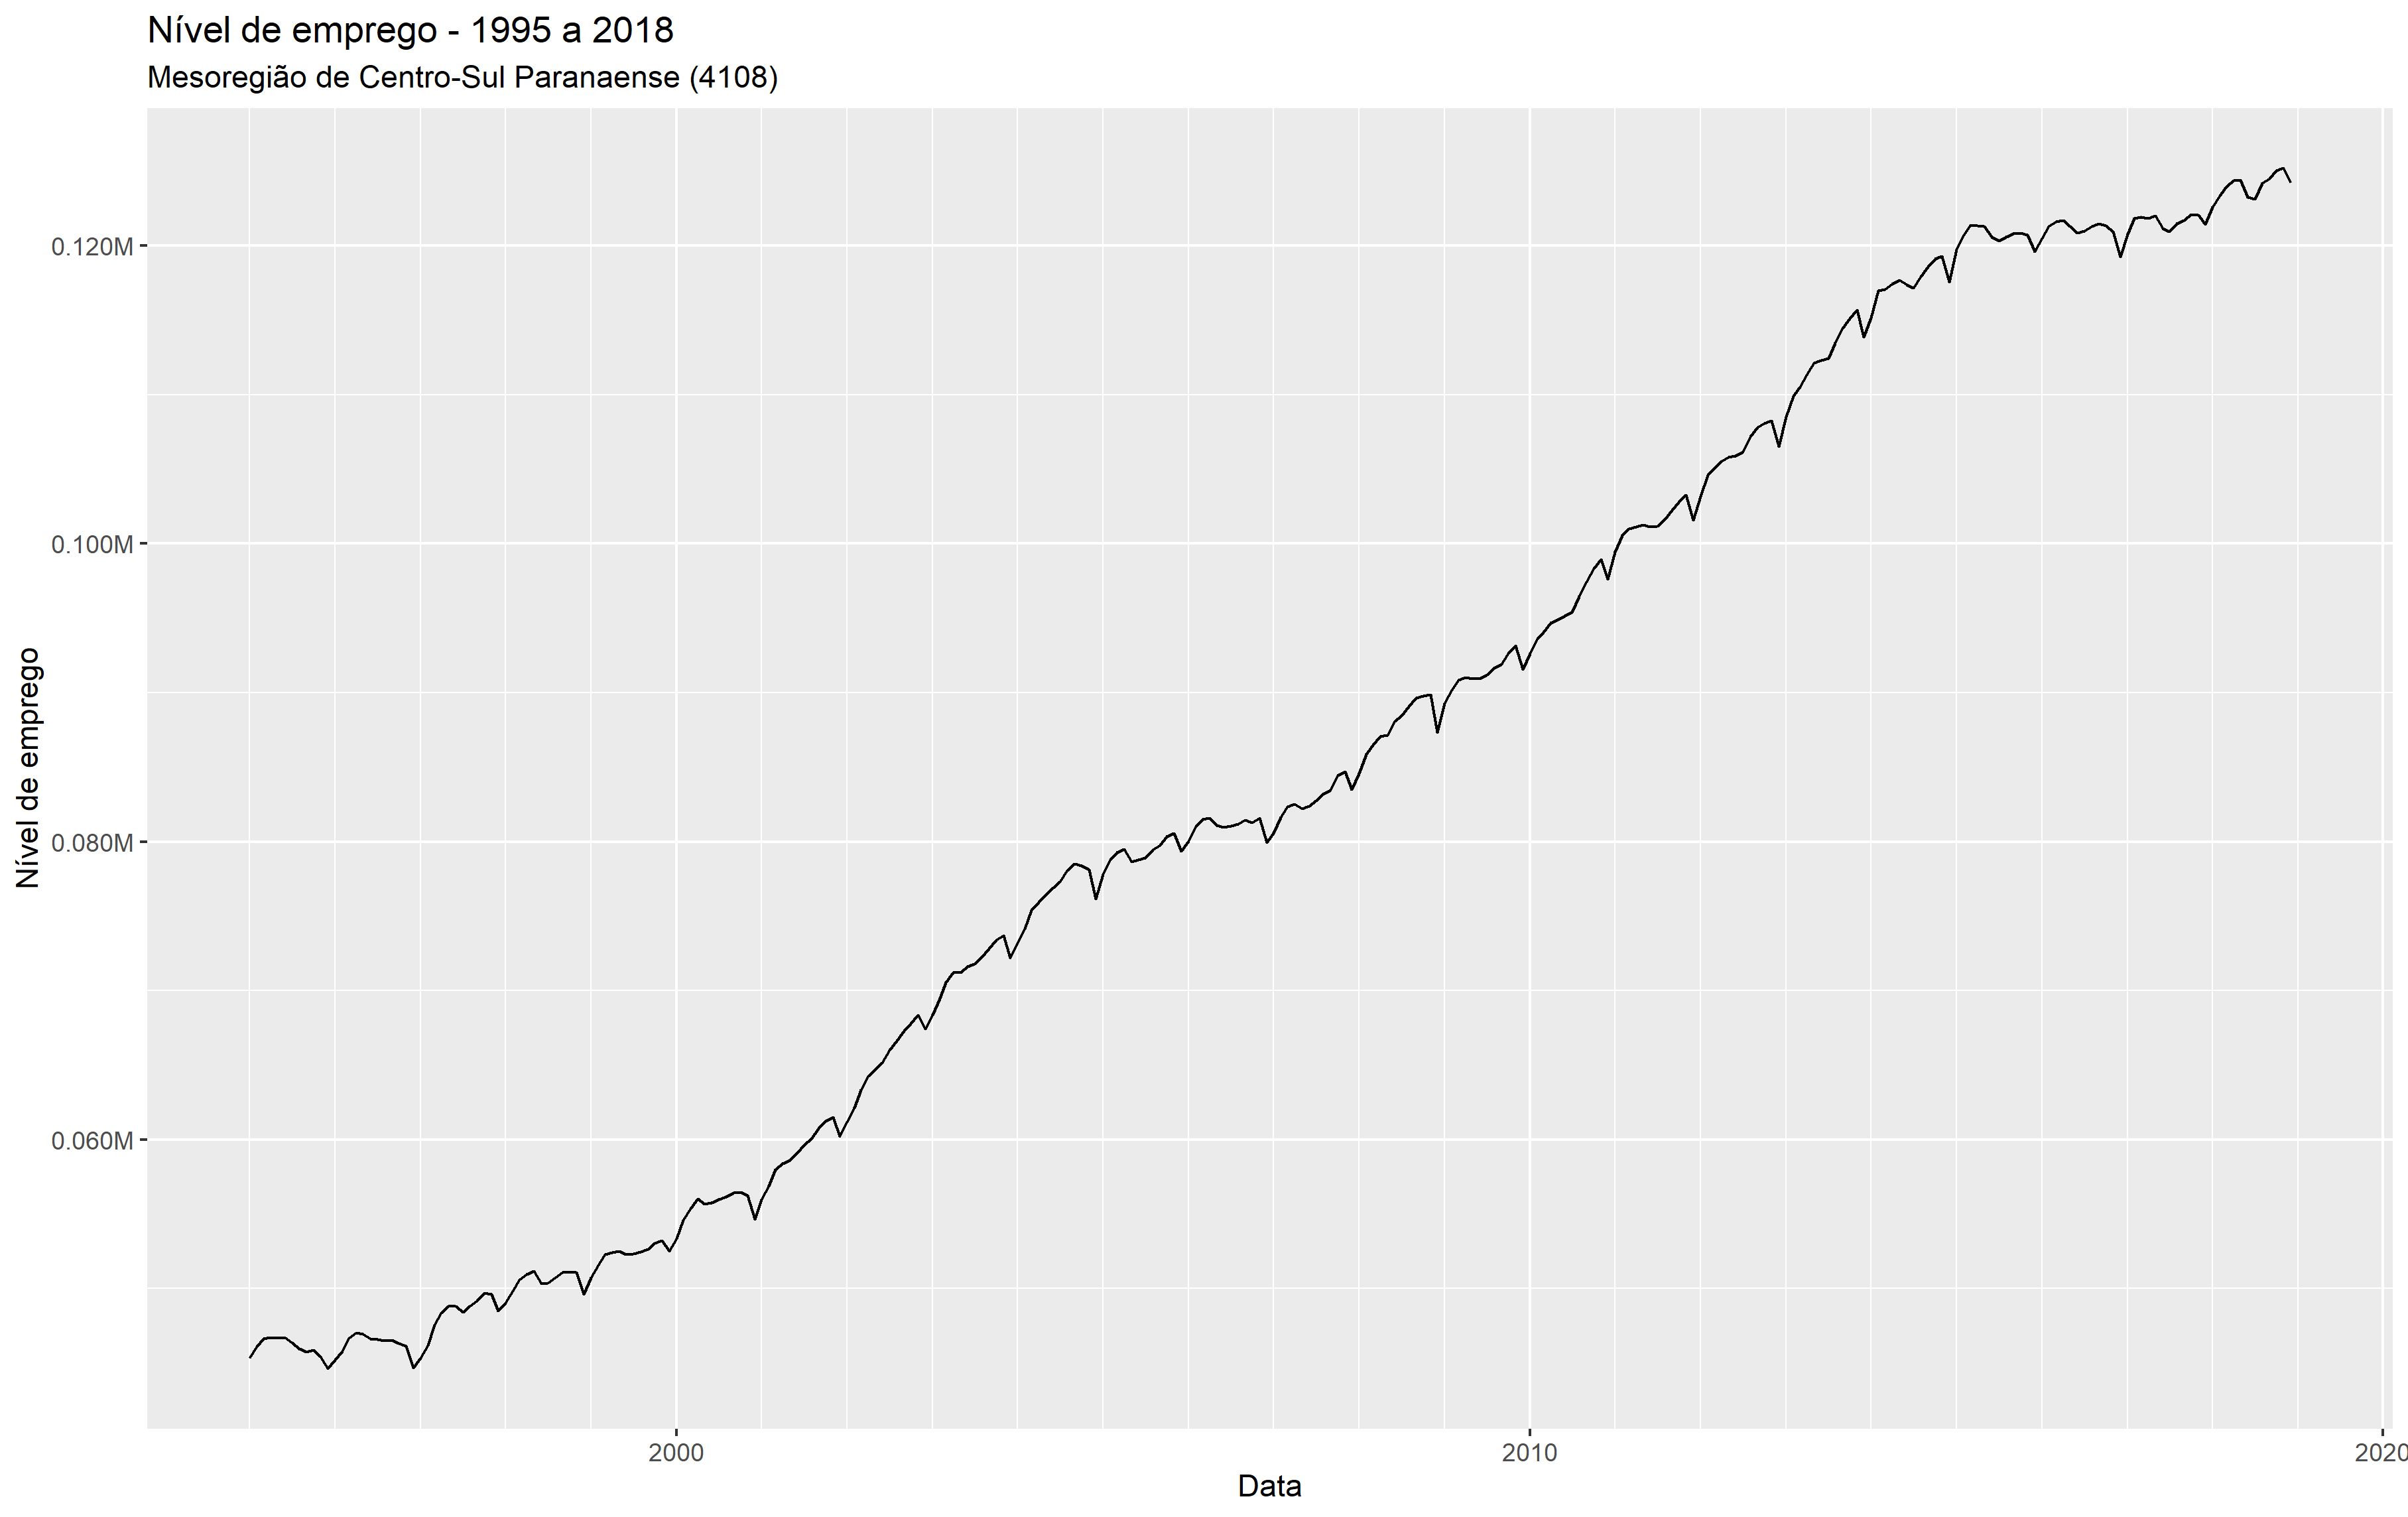 Nível de emprego - 1995 a 2018
Mesoregião de Centro-Sul Paranaense (4108)
0.120M
0.100M
0.080M
0.060M
Nível de emprego
2000
2010
2020
Data